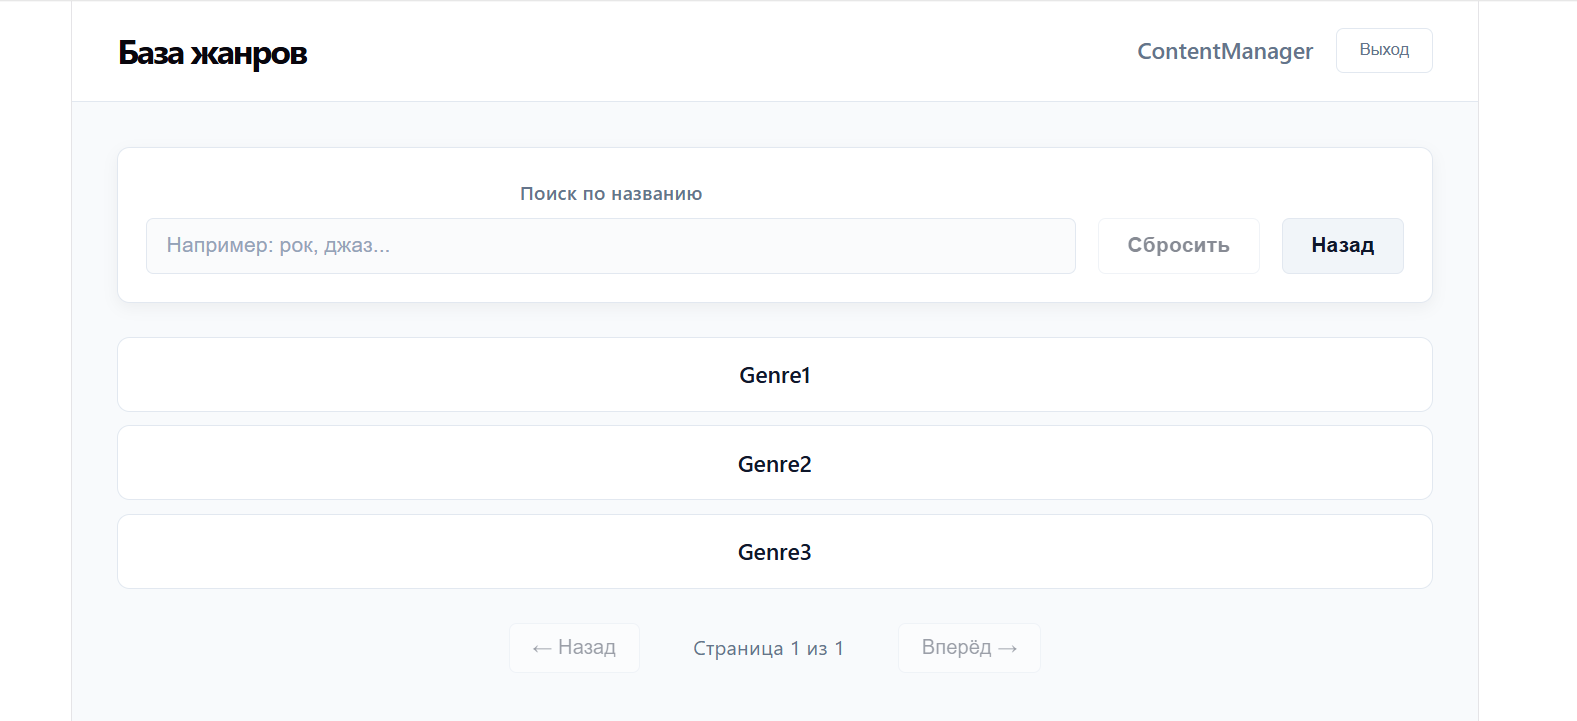 База жанров
ContentManager
Выход
Поиск по названию
Например: рок, джаз...
Сбросить
Назад
Genre1
Genre2
Genre3
← Назад
Страница 1 из 1
Вперёд →